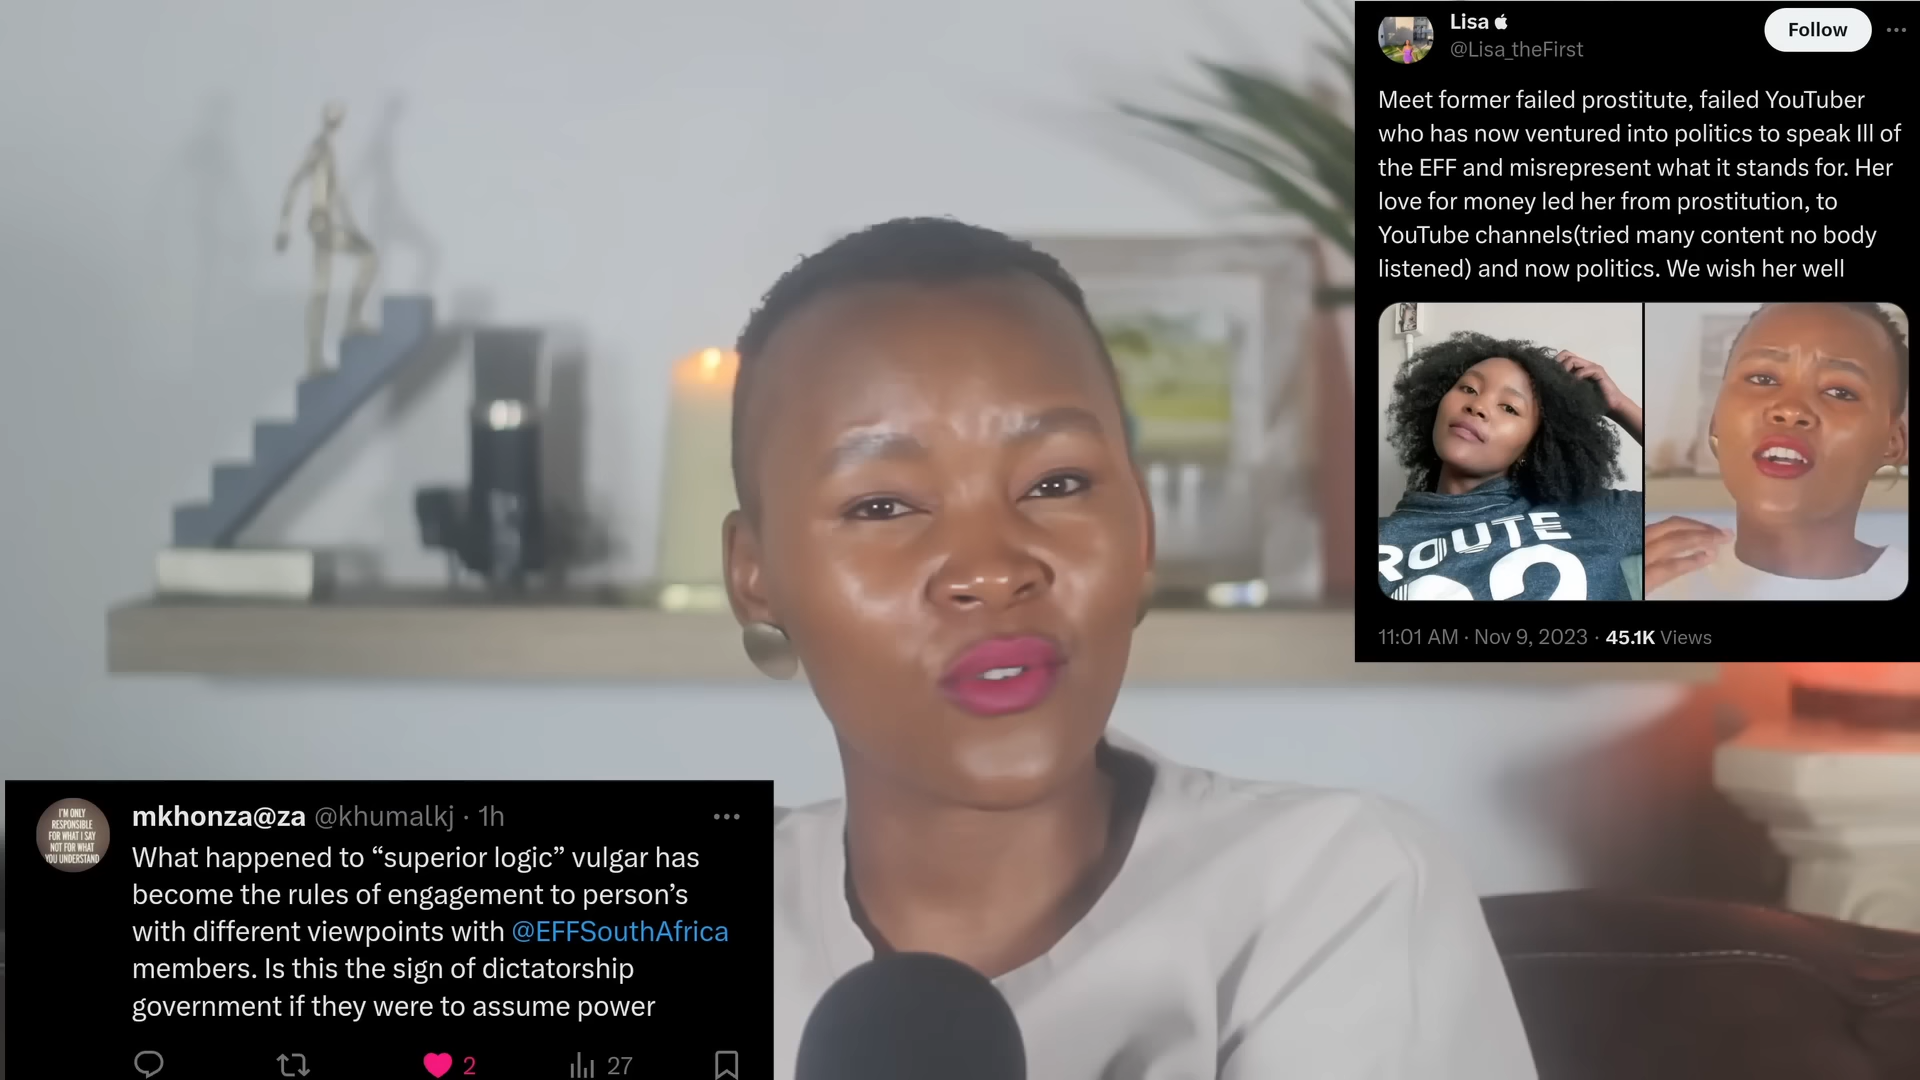 Lisa
@Lisa_theFirst
Follow
Meet former failed prostitute, failed YouTuber
who has now ventured into politics to speak Ill of
the EFF and misrepresent what it stands for. Her
love for money led her from prostitution, to
YouTube channels(tried many content no body
listened) and now politics. We wish her well
ROUTE
11:01 AM · Nov 9, 2023 · 45.1K Views
I'M ONLY
RESPONSIBLE
FOR WHAT I SAY
NOT FOR WHAT
YOU UNDERSTAND
mkhonza@za @khumalkj · 1h
What happened to “superior logic” vulgar has
become the rules of engagement to person’s
with different viewpoints with @EFFSouthAfrica
members. Is this the sign of dictatorship
government if they were to assume power
2
27